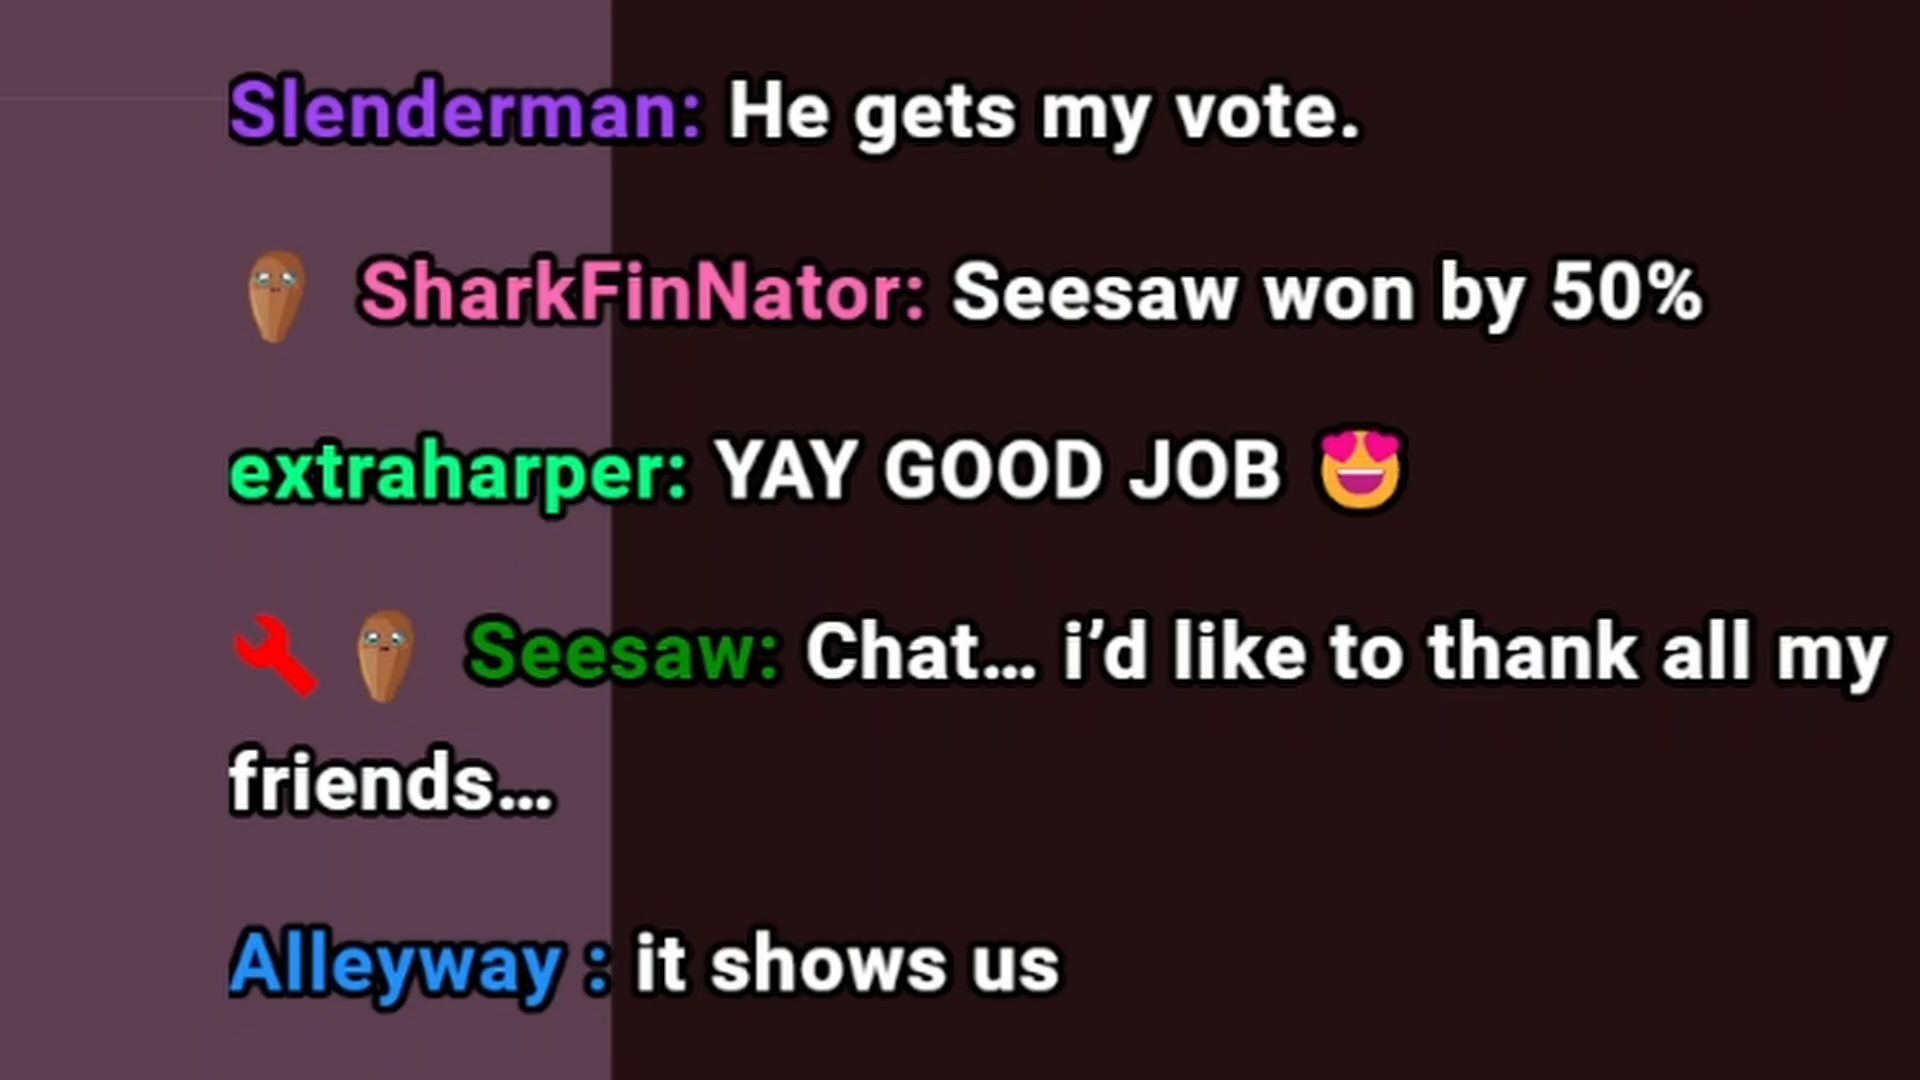 Slenderman: He gets my vote.
SharkFinNator: Seesaw won by 50%
extraharper: YAY GOOD JOB 😍
Seesaw: Chat... i’d like to thank all my
friends...
Alleyway : it shows us